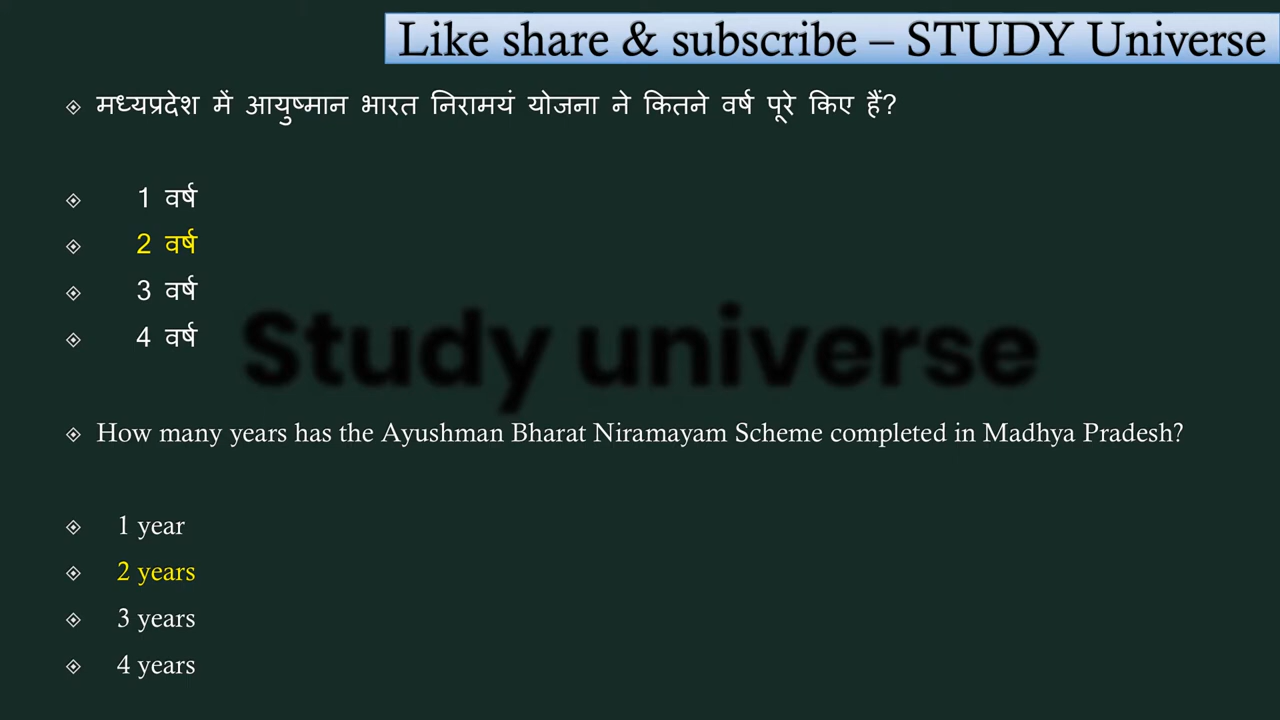 Like share & subscribe – STUDY Universe
मध्यप्रदेश में आयुष्मान भारत निरामयं योजना ने कितने वर्ष पूरे किए हैं?
1 वर्ष
2 वर्ष
3 वर्ष
4 वर्ष
Study universe
How many years has the Ayushman Bharat Niramayam Scheme completed in Madhya Pradesh?
1 year
2 years
3 years
4 years